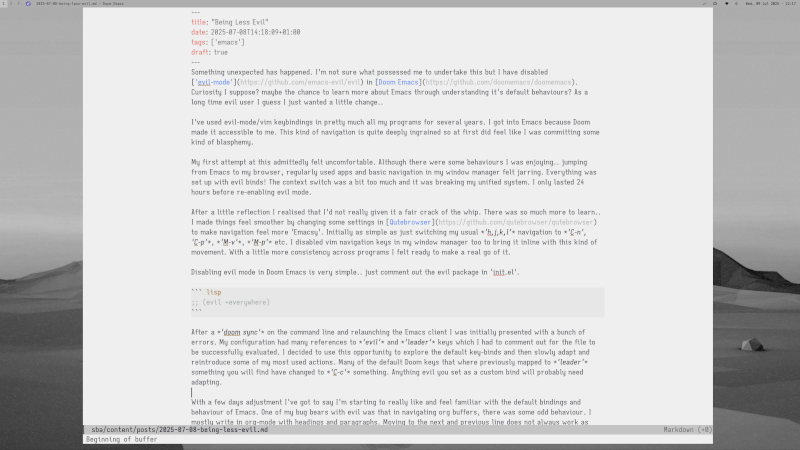 2025-07-08-being-less-evil.md - Doom Emacs
Wed, 09 Jul 2025
---
title: "Being Less Evil"
date: 2025-07-08T14:18:09+01:00
tags: ['emacs']
draft: true
---
Something unexpected has happened. I'm not sure what possessed me to undertake this but I have disabled
['evil-mode'](https://github.com/emacs-evil/evil) in [Doom Emacs](https://github.com/doomemacs/doomemacs).
Curiosity I suppose? maybe the chance to learn more about Emacs through understanding it's default behaviours? As a
long time evil user I guess I just wanted a little change..
I've used evil-mode/vim keybindings in pretty much all my programs for several years. I got into Emacs because Doom
made it accessible to me. This kind of navigation is quite deeply ingrained so at first did feel like I was committing some
kind of blasphemy.
My first attempt at this admittedly felt uncomfortable. Although there were some behaviours I was enjoying.. jumping
from Emacs to my browser, regularly used apps and basic navigation in my window manager felt jarring. Everything was
set up with evil binds! The context switch was a bit too much and it was breaking my unified system. I only lasted 24
hours before re-enabling evil mode.
After a little reflection I realised that I'd not really given it a fair crack of the whip. There was so much more to learn..
I made things feel smoother by changing some settings in [Qutebrowser](https://github.com/qutebrowser/qutebrowser)
to make navigation feel more 'Emacsy'. Initially as simple as just switching my usual *'h,j,k,l'* navigation to *'C-n',
'C-p'*, *'M-v'*, *'M-p'* etc. I disabled vim navigation keys in my window manager too to bring it inline with this kind of
movement. With a little more consistency across programs I felt ready to make a real go of it.
Disabling evil mode in Doom Emacs is very simple.. just comment out the evil package in 'init.el'.
``` lisp
;; (evil +everywhere)
```
After a *'doom sync'* on the command line and relaunching the Emacs client I was initially presented with a bunch of
errors. My configuration had many references to *'evil'* and *'leader'* keys which I had to comment out for the file to
be successfully evaluated. I decided to use this opportunity to explore the default key-binds and then slowly adapt and
reintroduce some of my most used actions. Many of the default Doom keys that where previously mapped to *'leader'*
something you will find have changed to *'C-c'* something. Anything evil you set as a custom bind will probably need
adapting.
With a few days adjustment I've got to say I'm starting to really like and feel familiar with the default bindings and
behaviour of Emacs. One of my bug bears with evil was that in navigating org buffers, there was some odd behaviour. I
mostly write in org-mode with headings and paragraphs. Moving to the next and previous line does not always work as
sba/content/posts/2025-07-08-being-less-evil.md
Markdown (+0)
Beginning of buffer